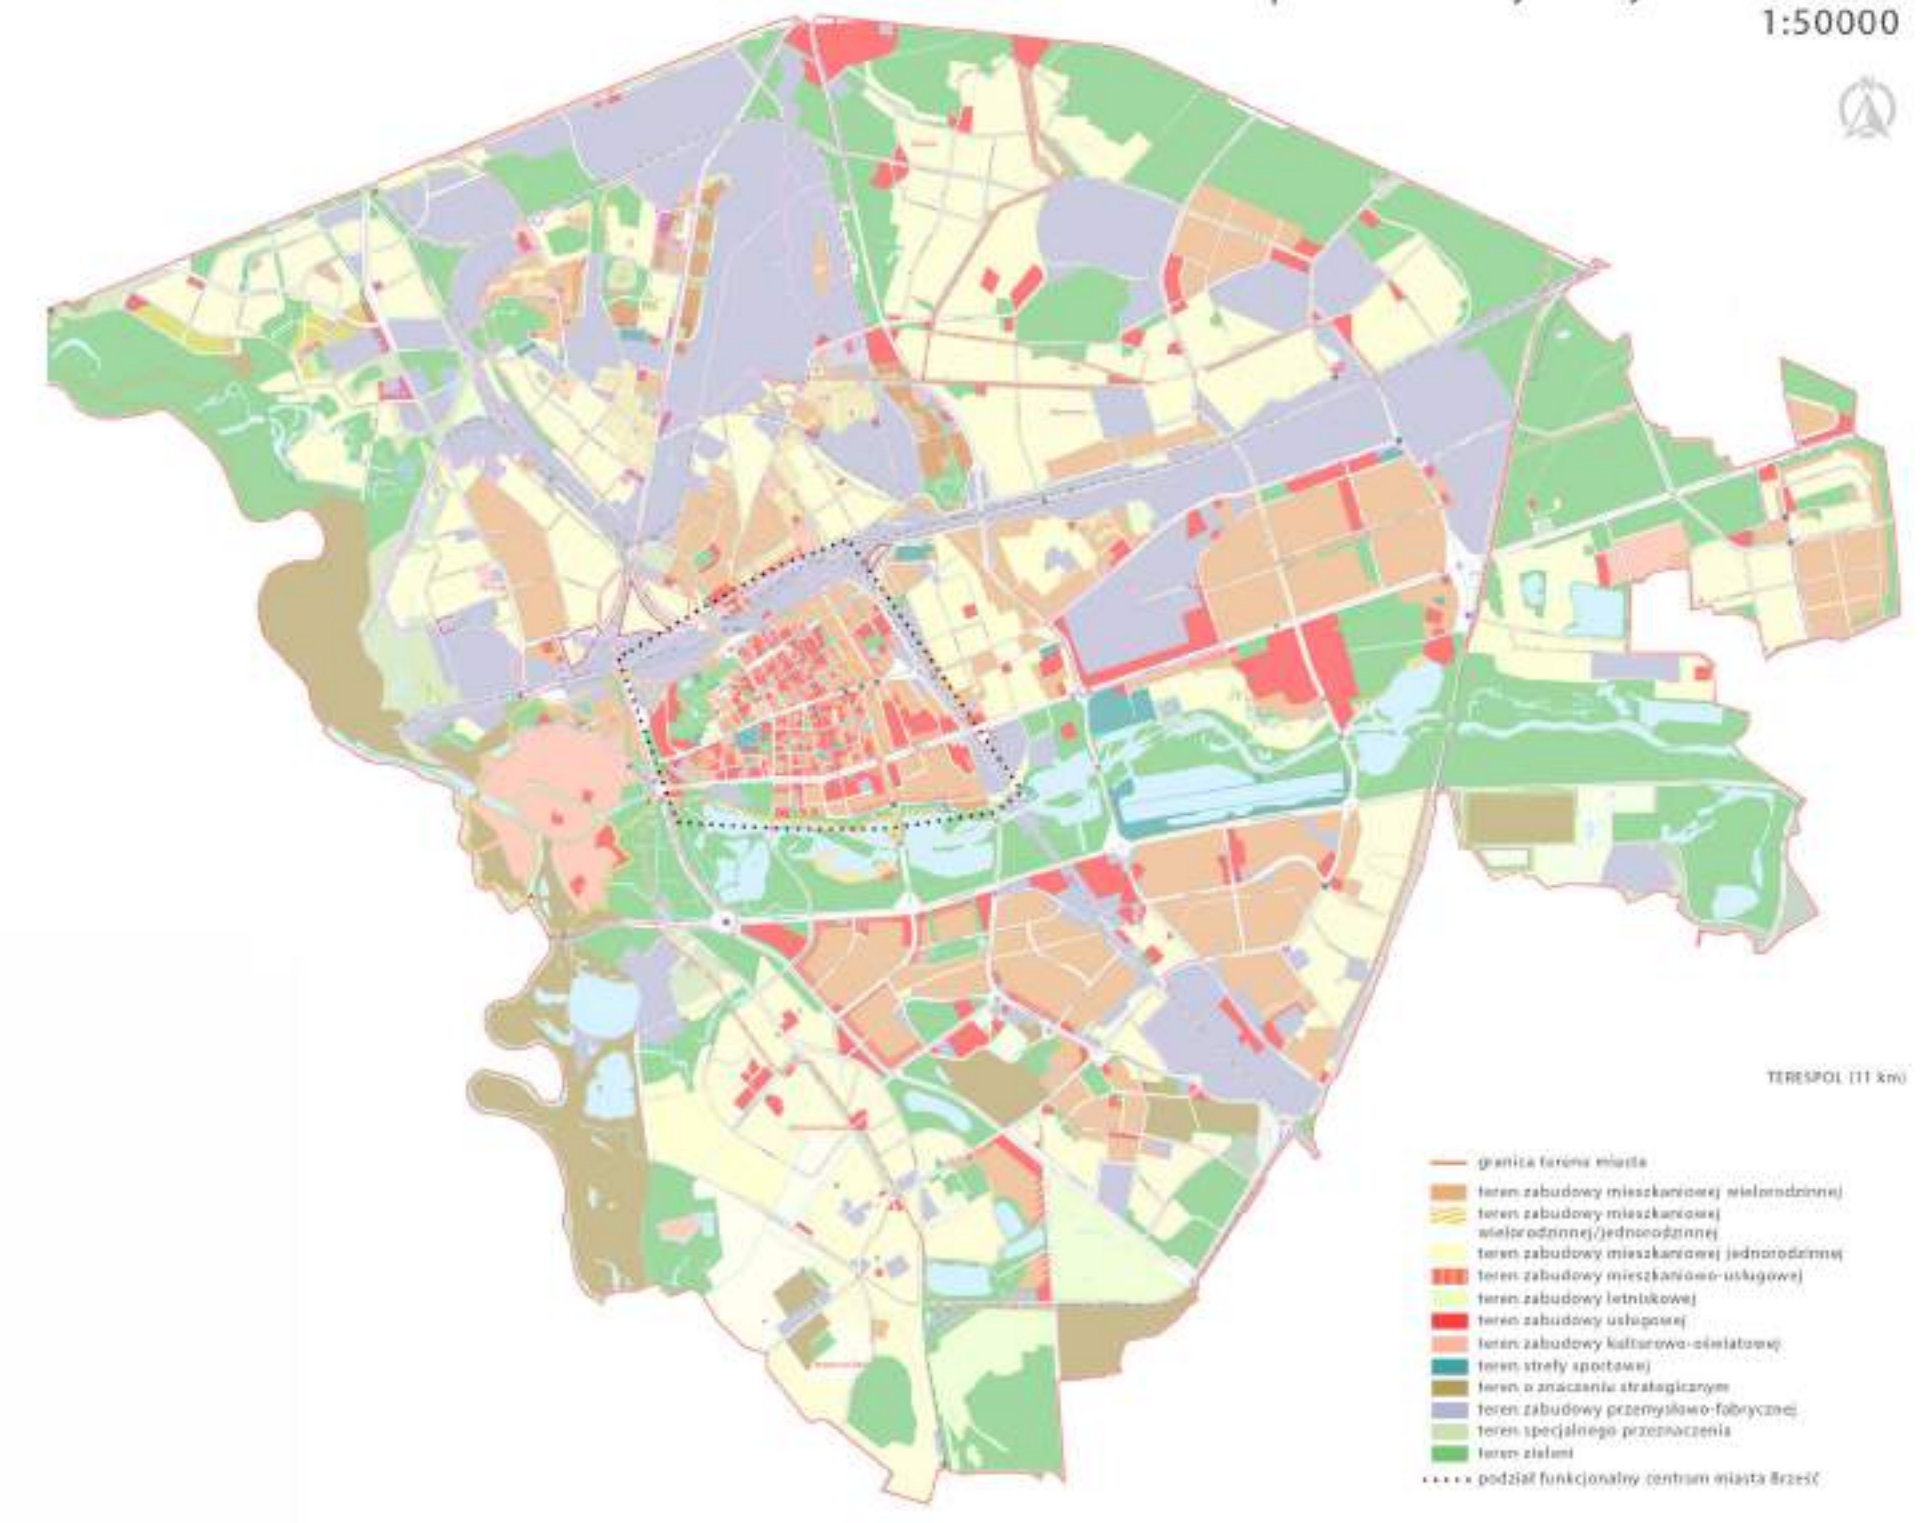 1:50000
TERESPOL (11 km)
granica terenu miasta
teren zabudowy mieszkaniowej wielorodzinnej
teren zabudowy mieszkaniowej
wielorodzinnej/jednorodzinnej
teren zabudowy mieszkaniowej jednorodzinnej
teren zabudowy mieszkaniowo-usługowej
teren zabudowy letniskowej
teren zabudowy usługowej
teren zabudowy kulturowo-oświatowej
teren strefy sportowej
teren o znaczeniu strategicznym
teren zabudowy przemysłowo-fabrycznej
teren specjalnego przeznaczenia
teren zieleni
podział funkcjonalny centrum miasta Brześć